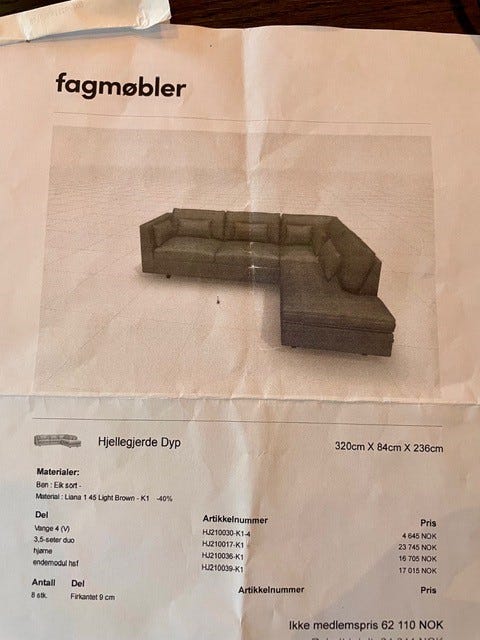 fagmøbler
Hjellegjerde Dyp 320cm X 84cm X 236cm
Materialer:
Ben : Eik sort -
Material : Liana 1 45 Light Brown - K1 -40%
Del Artikkelnummer Pris
Vange 4 (V) HJ210030-K1-4 4 645 NOK
3,5-seter duo HJ210017-K1 23 745 NOK
hjørne HJ210036-K1 16 705 NOK
endemodul hsf HJ210039-K1 17 015 NOK
Antall Del Artikkelnummer Pris
8 stk. Firkantet 9 cm
Ikke medlemspris 62 110 NOK